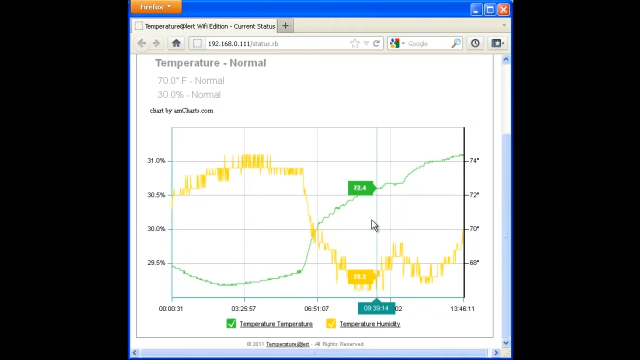 Firefox
Temperature@lert Wifi Edition - Current Status
192.168.0.111/status.rb
Google
Temperature - Normal
70.0° F - Normal
30.0% - Normal
chart by amCharts.com
31.0%
30.5%
30.0%
29.5%
74°
72°
70°
68°
72.4
29.3
09:39:14
00:00:31
03:25:57
06:51:07
02
13:46:11
Temperature Temperature
Temperature Humidity
© 2011 Temperature@lert. All Rights Reserved.